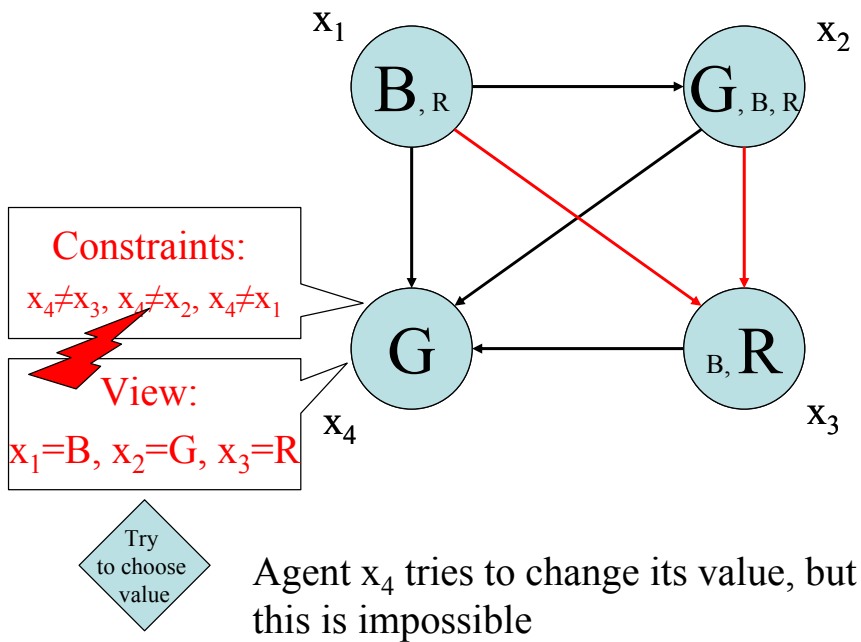 x₁
x₂
B, R
G, B, R
Constraints:
x₄≠x₃, x₄≠x₂, x₄≠x₁
G
B, R
View:
x₁=B, x₂=G, x₃=R
x₄
x₃
Try
to choose
value
Agent x₄ tries to change its value, but
this is impossible